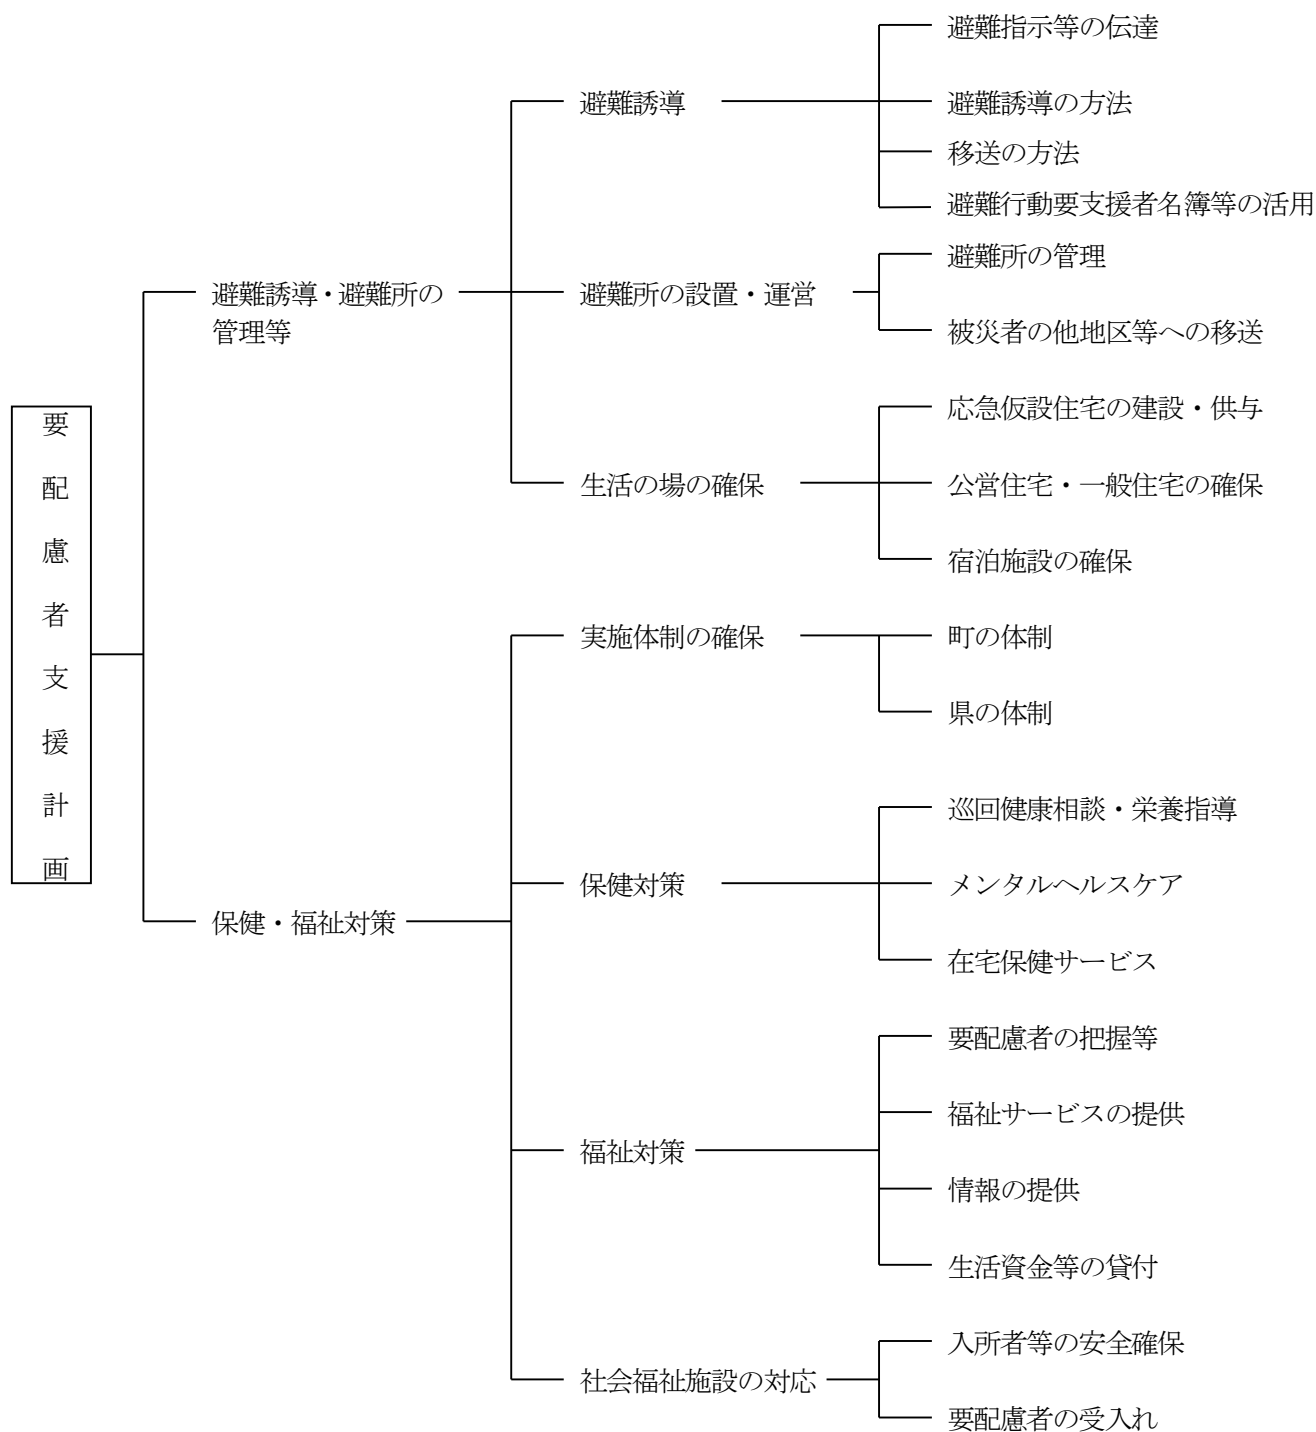 要配慮者支援計画
避難誘導・避難所の
管理等
避難誘導
避難指示等の伝達
避難誘導の方法
移送の方法
避難行動要支援者名簿等の活用
避難所の設置・運営
避難所の管理
被災者の他地区等への移送
生活の場の確保
応急仮設住宅の建設・供与
公営住宅・一般住宅の確保
宿泊施設の確保
保健・福祉対策
実施体制の確保
町の体制
県の体制
保健対策
巡回健康相談・栄養指導
メンタルヘルスケア
在宅保健サービス
福祉対策
要配慮者の把握等
福祉サービスの提供
情報の提供
生活資金等の貸付
社会福祉施設の対応
入所者等の安全確保
要配慮者の受入れ